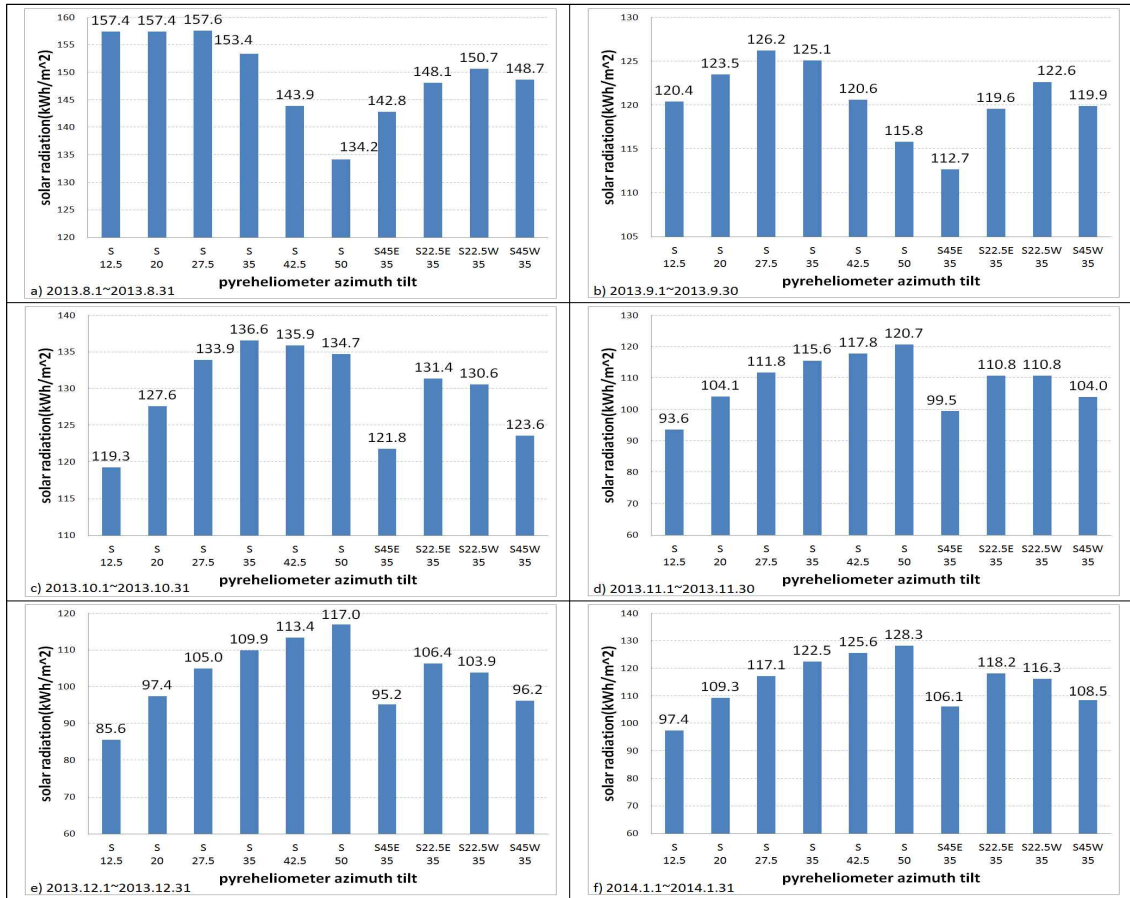 solar radiation(kWh/m^2)
160
155
150
145
140
135
130
125
120
157.4 157.4 157.6 153.4 143.9 134.2 142.8 148.1 150.7 148.7
S S S S S S S45E S22.5E S22.5W S45W
12.5 20 27.5 35 42.5 50 35 35 35 35
pyreheliometer azimuth tilt
a) 2013.8.1~2013.8.31
solar radiation(kWh/m^2)
130
125
120
115
110
105
120.4 123.5 126.2 125.1 120.6 115.8 112.7 119.6 122.6 119.9
S S S S S S S45E S22.5E S22.5W S45W
12.5 20 27.5 35 42.5 50 35 35 35 35
pyreheliometer azimuth tilt
b) 2013.9.1~2013.9.30
solar radiation(kWh/m^2)
140
135
130
125
120
115
110
119.3 127.6 133.9 136.6 135.9 134.7 121.8 131.4 130.6 123.6
S S S S S S S45E S22.5E S22.5W S45W
12.5 20 27.5 35 42.5 50 35 35 35 35
pyreheliometer azimuth tilt
c) 2013.10.1~2013.10.31
solar radiation(kWh/m^2)
130
120
110
100
90
80
70
60
93.6 104.1 111.8 115.6 117.8 120.7 99.5 110.8 110.8 104.0
S S S S S S S45E S22.5E S22.5W S45W
12.5 20 27.5 35 42.5 50 35 35 35 35
pyreheliometer azimuth tilt
d) 2013.11.1~2013.11.30
solar radiation(kWh/m^2)
120
110
100
90
80
70
60
85.6 97.4 105.0 109.9 113.4 117.0 95.2 106.4 103.9 96.2
S S S S S S S45E S22.5E S22.5W S45W
12.5 20 27.5 35 42.5 50 35 35 35 35
pyreheliometer azimuth tilt
e) 2013.12.1~2013.12.31
solar radiation(kWh/m^2)
140
130
120
110
100
90
80
70
60
97.4 109.3 117.1 122.5 125.6 128.3 106.1 118.2 116.3 108.5
S S S S S S S45E S22.5E S22.5W S45W
12.5 20 27.5 35 42.5 50 35 35 35 35
pyreheliometer azimuth tilt
f) 2014.1.1~2014.1.31